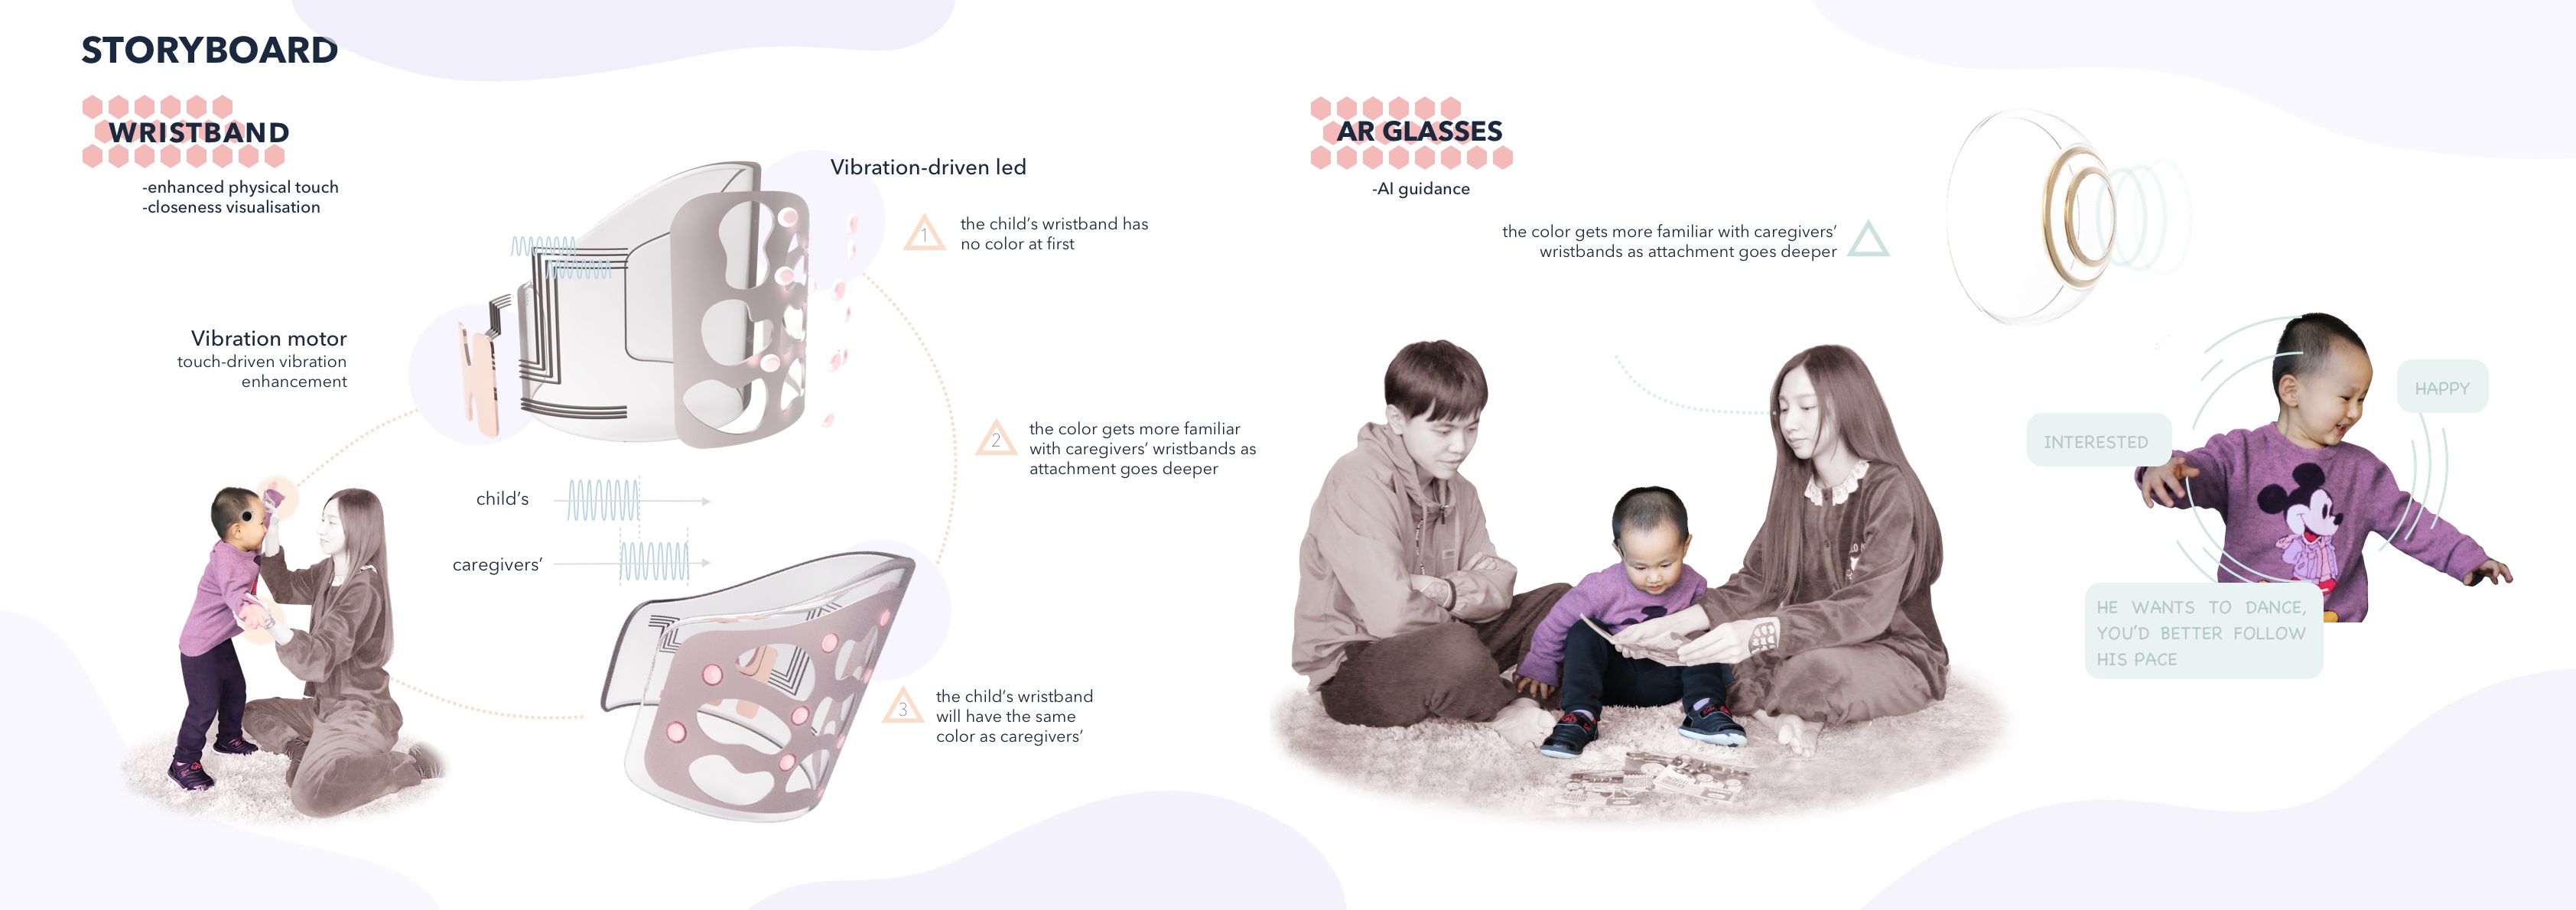 STORYBOARD
WRISTBAND
-enhanced physical touch
-closeness visualisation
Vibration-driven led
1
the child's wristband has
no color at first
Vibration motor
touch-driven vibration
enhancement
2
the color gets more familiar
with caregivers' wristbands as
attachment goes deeper
child's
caregivers'
3
the child's wristband
will have the same
color as caregivers'
AR GLASSES
-AI guidance
the color gets more familiar with caregivers'
wristbands as attachment goes deeper
HAPPY
INTERESTED
HE WANTS TO DANCE,
YOU'D BETTER FOLLOW
HIS PACE